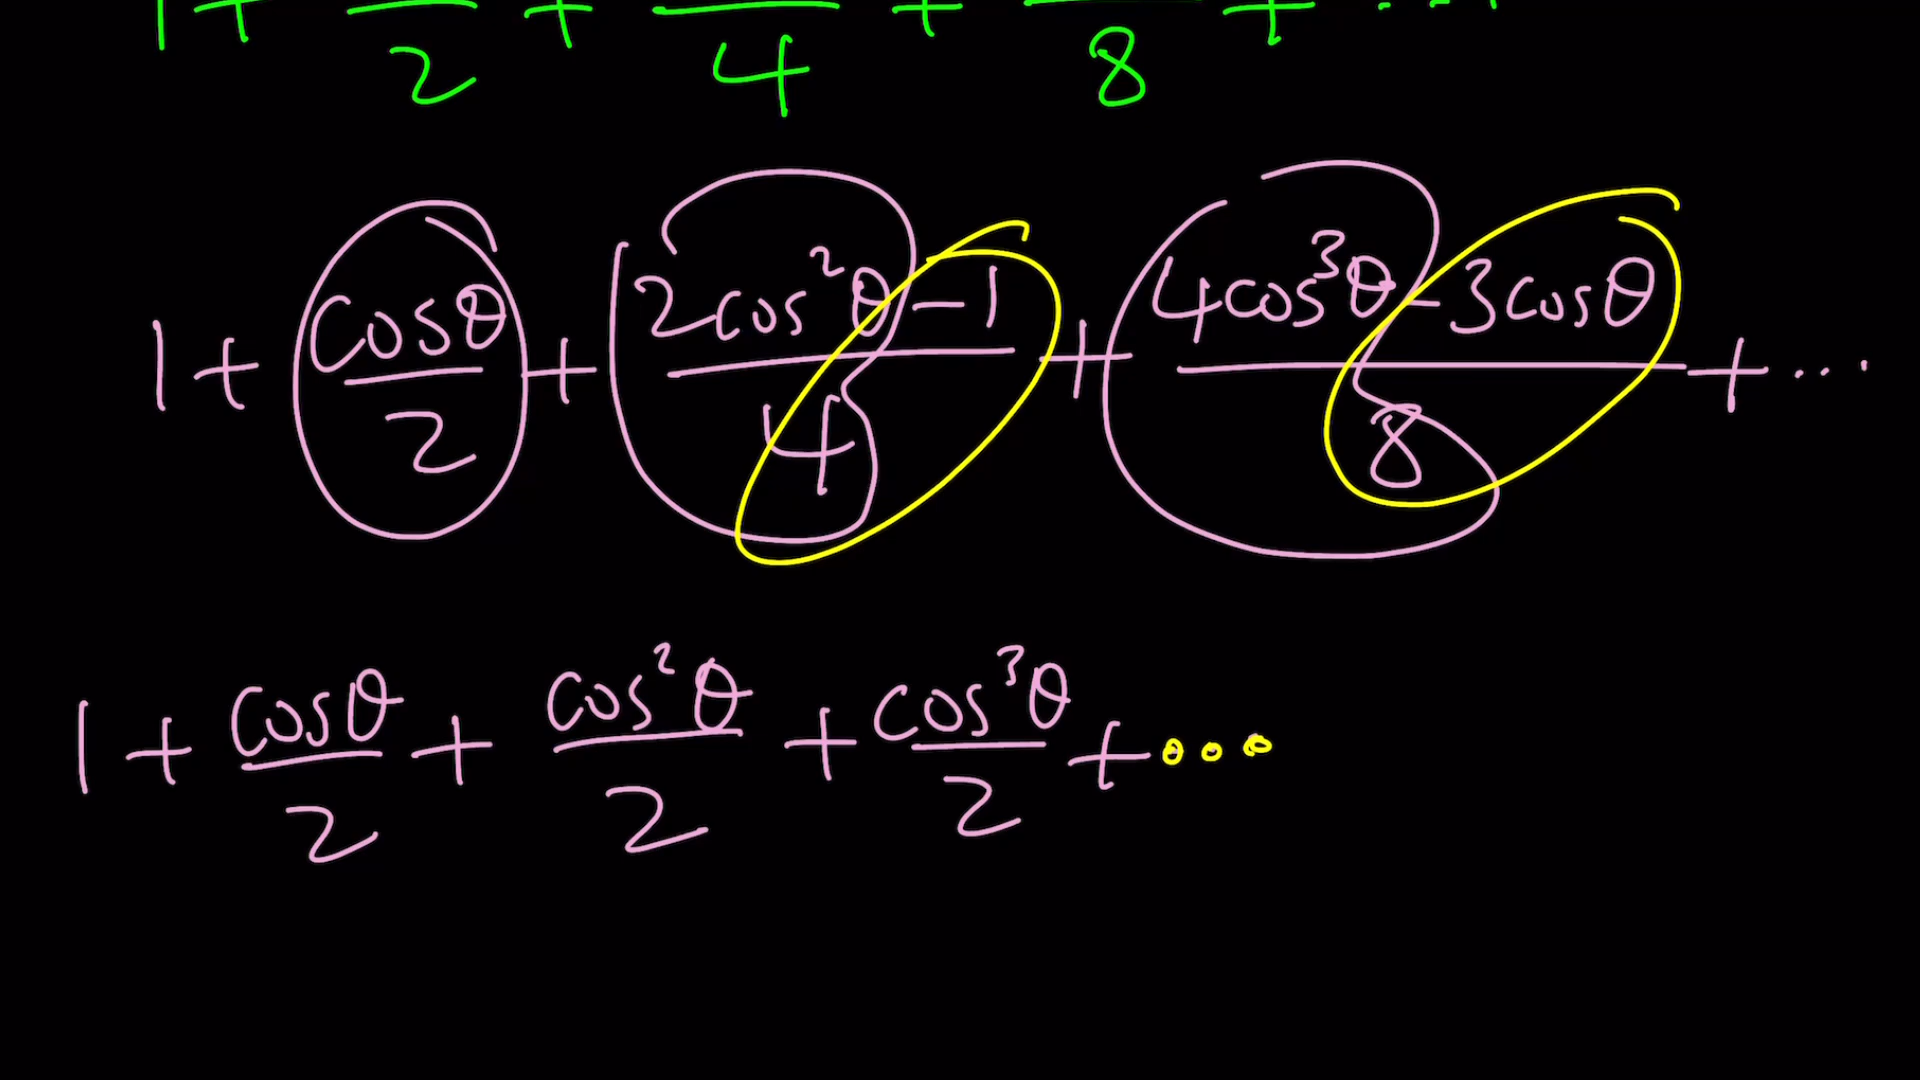 1 + — + — + — + ...
2 4 8
1 + cosθ/2 + (2cos²θ - 1)/4 + (4cos³θ - 3cosθ)/8 + ...
1 + cosθ/2 + cos²θ/2 + cos³θ/2 + ...